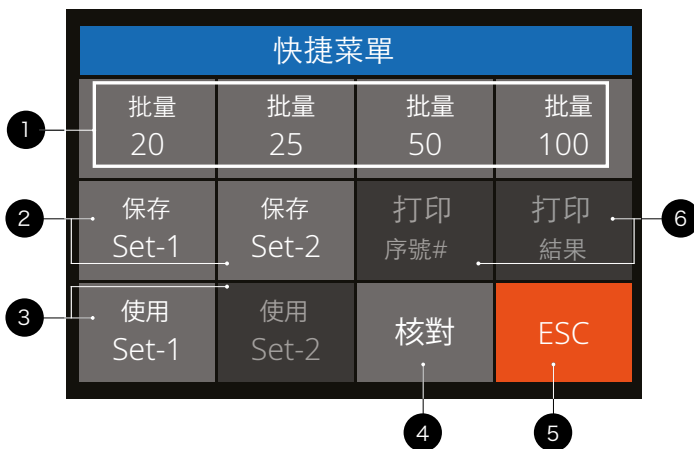 快捷菜單
1
批量
20
批量
25
批量
50
批量
100
2
保存
Set-1
保存
Set-2
打印
序號#
打印
結果
6
3
使用
Set-1
使用
Set-2
核對
ESC
4
5